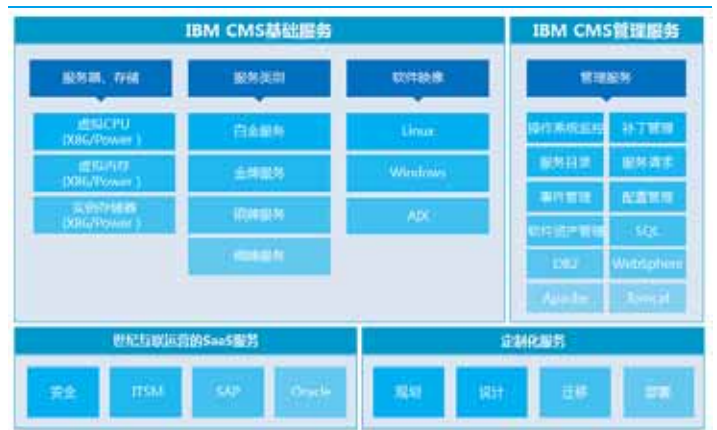 IBM CMS基础服务
IBM CMS管理服务
服务器、存储
服务类别
软件映像
管理服务
虚拟CPU
(X86/Power)
白金服务
Linux
操作系统监控
补丁管理
虚拟内存
(X86/Power)
金牌服务
Windows
服务目录
服务请求
实例存储器
(X86/Power)
银牌服务
AIX
事件管理
配置管理
铜牌服务
软件资产管理
SQL
DB2
WebSphere
Apache
Tomcat
世纪互联运营的SaaS服务
定制化服务
安全
ITSM
SAP
Oracle
规划
设计
迁移
部署